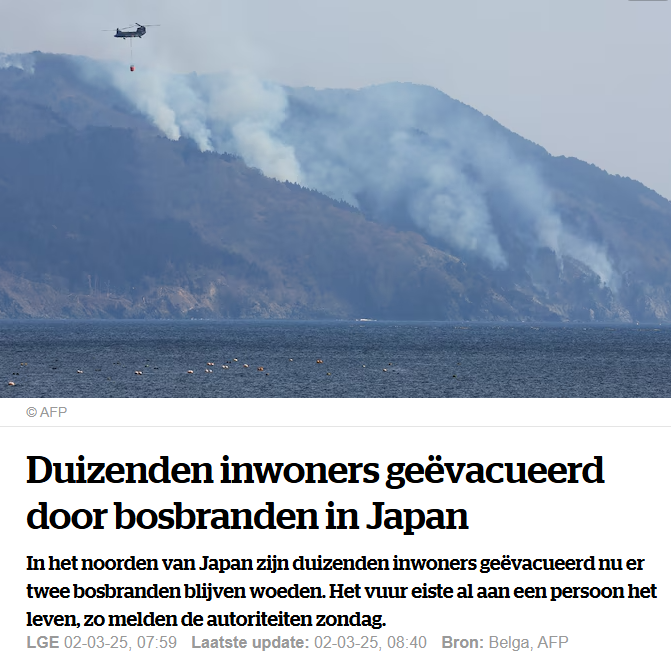 © AFP
Duizenden inwoners geëvacueerd
door bosbranden in Japan
In het noorden van Japan zijn duizenden inwoners geëvacueerd nu er
twee bosbranden blijven woeden. Het vuur eiste al aan een persoon het
leven, zo melden de autoriteiten zondag.
LGE 02-03-25, 07:59 Laatste update: 02-03-25, 08:40 Bron: Belga, AFP